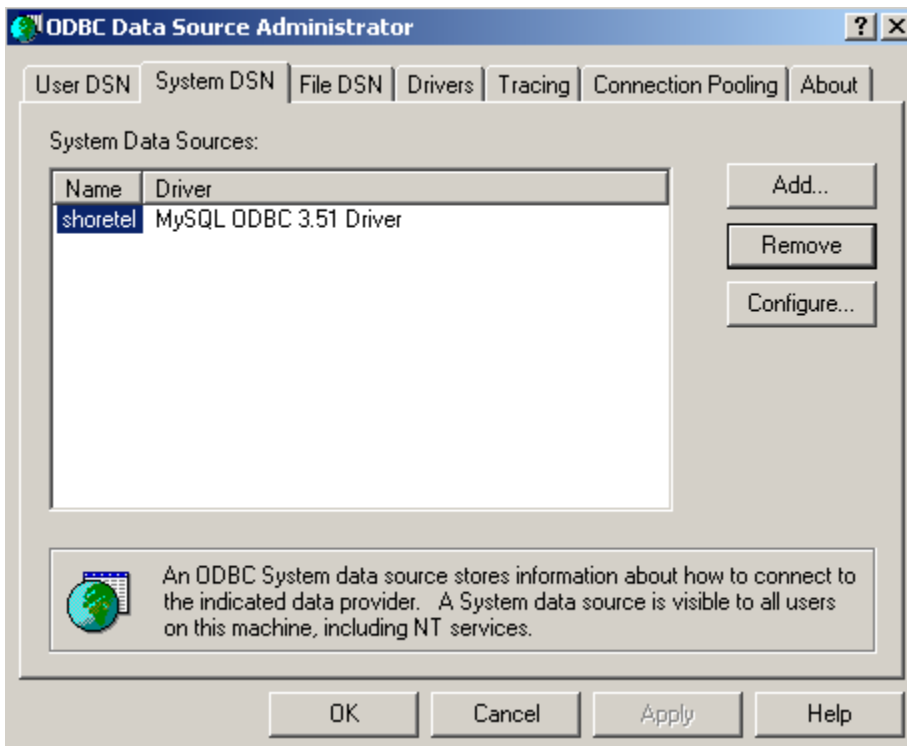 ODBC Data Source Administrator
User DSN System DSN File DSN Drivers Tracing Connection Pooling About
System Data Sources:
Name Driver
shoretel MySQL ODBC 3.51 Driver
Add...
Remove
Configure...
An ODBC System data source stores information about how to connect to
the indicated data provider. A System data source is visible to all users
on this machine, including NT services.
OK Cancel Apply Help